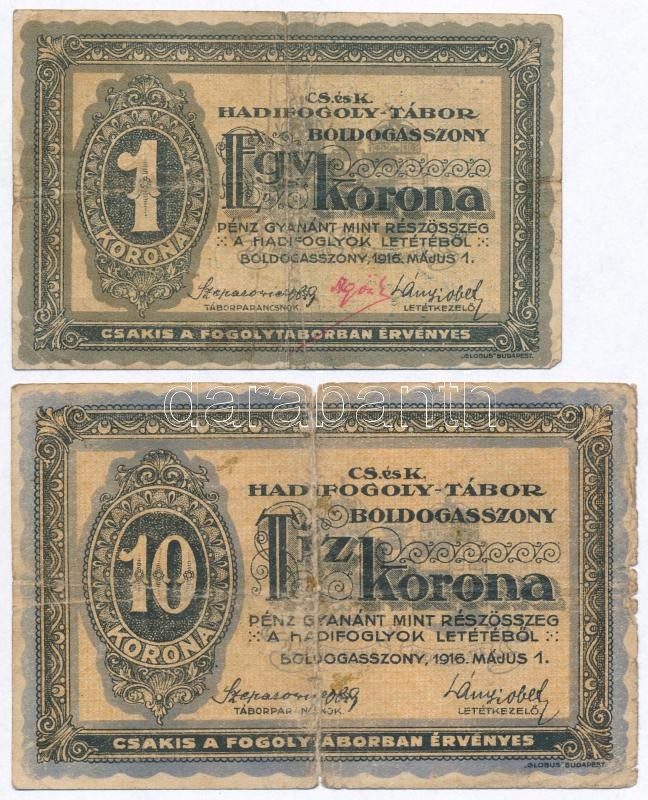 CS. és K.
HADIFOGOLY-TÁBOR
BOLDOGASSZONY
1
KORONA
Egy
korona
PÉNZ GYANÁNT MINT RÉSZÖSSZEG
A HADIFOGLYOK LETÉTÉBŐL
BOLDOGASSZONY, 1916. MÁJUS 1.
TÁBORPARANCSNOK. LETÉTKEZELŐ.
CSAKIS A FOGOLYTÁBORBAN ÉRVÉNYES
„GLOBUS" BUDAPEST.
darabanth
CS. és K.
HADIFOGOLY-TÁBOR
BOLDOGASSZONY
10
KORONA
Tíz
korona
PÉNZ GYANÁNT MINT RÉSZÖSSZEG
A HADIFOGLYOK LETÉTÉBŐL
BOLDOGASSZONY, 1916. MÁJUS 1.
TÁBORPARANCSNOK. LETÉTKEZELŐ.
CSAKIS A FOGOLYTÁBORBAN ÉRVÉNYES
„GLOBUS" BUDAPEST.